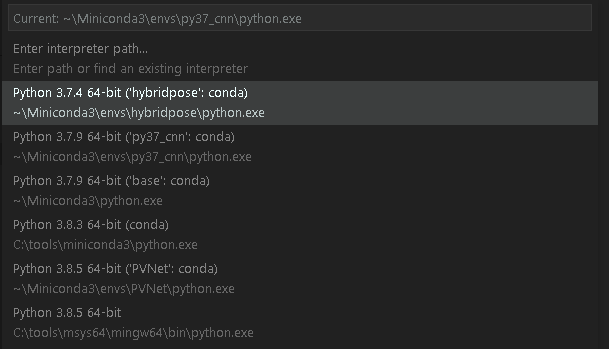 Current: ~\Miniconda3\envs\py37_cnn\python.exe
Enter interpreter path...
Enter path or find an existing interpreter
Python 3.7.4 64-bit ('hybridpose': conda)
~\Miniconda3\envs\hybridpose\python.exe
Python 3.7.9 64-bit ('py37_cnn': conda)
~\Miniconda3\envs\py37_cnn\python.exe
Python 3.7.9 64-bit ('base': conda)
~\Miniconda3\python.exe
Python 3.8.3 64-bit (conda)
C:\tools\miniconda3\python.exe
Python 3.8.5 64-bit ('PVNet': conda)
~\Miniconda3\envs\PVNet\python.exe
Python 3.8.5 64-bit
C:\tools\msys64\mingw64\bin\python.exe